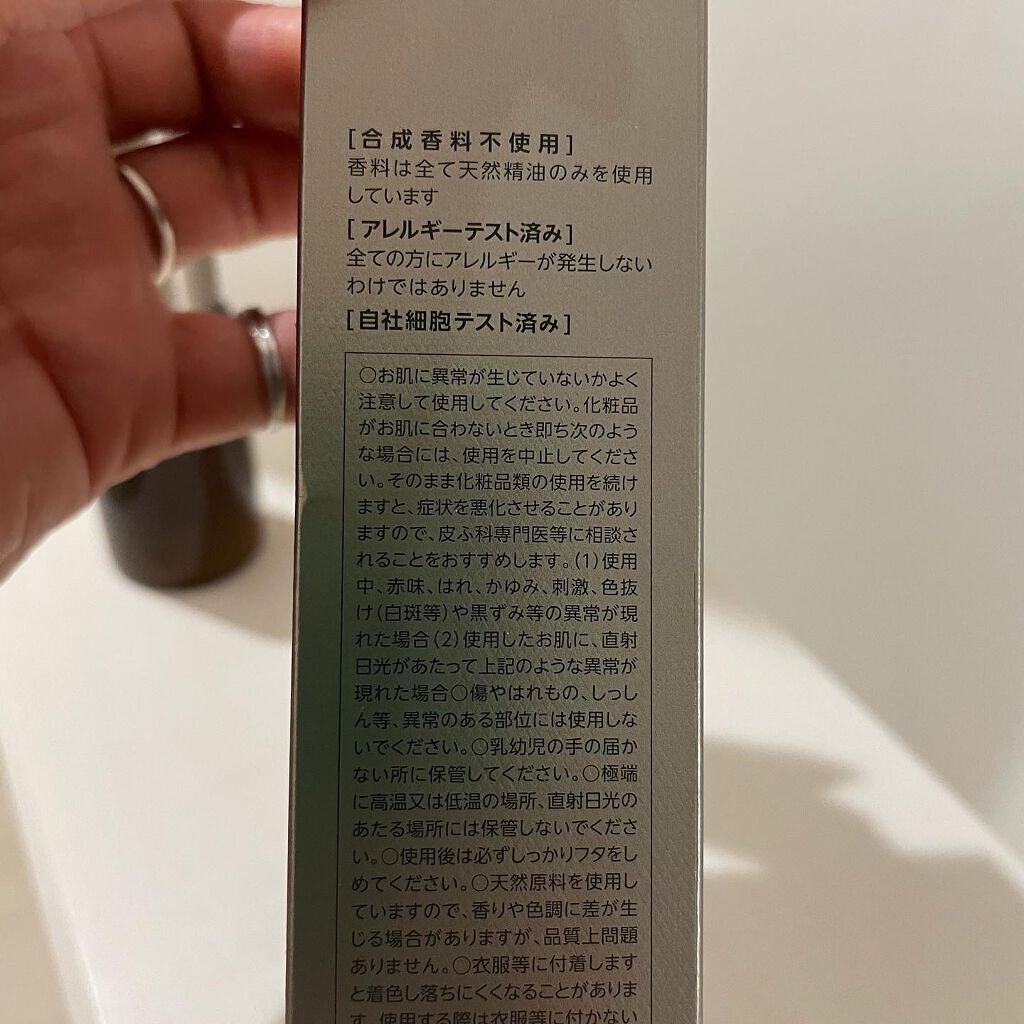 [合成香料不使用]
香料は全て天然精油のみを使用
しています
[アレルギーテスト済み]
全ての方にアレルギーが発生しない
わけではありません
[自社細胞テスト済み]
○お肌に異常が生じていないかよく
注意して使用してください。化粧品
がお肌に合わないとき即ち次のよう
な場合には、使用を中止してくださ
い。そのまま化粧品類の使用を続け
ますと、症状を悪化させることがあり
ますので、皮ふ科専門医等に相談さ
れることをおすすめします。(1)使用
中、赤味、はれ、かゆみ、刺激、色抜
け(白斑等)や黒ずみ等の異常が現
れた場合(2)使用したお肌に、直射
日光があたって上記のような異常が
現れた場合○傷やはれもの、しっし
ん等、異常のある部位には使用しな
いでください。○乳幼児の手の届か
ない所に保管してください。○極端
に高温又は低温の場所、直射日光の
あたる場所には保管しないでくださ
い。○使用後は必ずしっかりフタをし
めてください。○天然原料を使用し
ていますので、香りや色調に差が生
じる場合がありますが、品質上問題
ありません。○衣服等に付着します
と着色し落ちにくくなることがありま
す。使用する際は衣服等に付かない